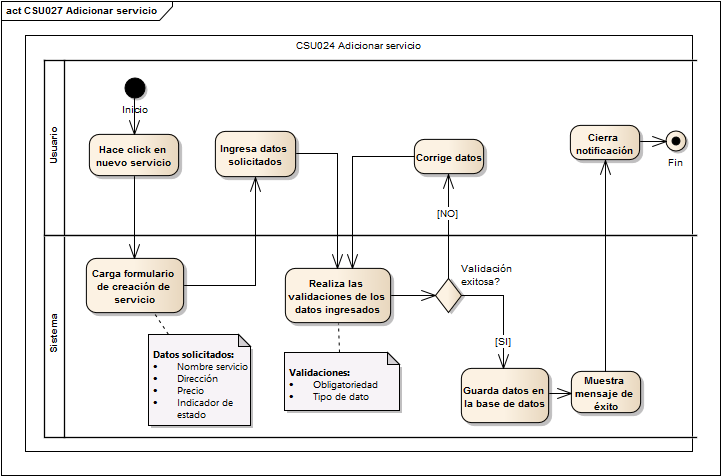 act CSU027 Adicionar servicio
CSU024 Adicionar servicio
Usuario
Inicio
Hace click en
nuevo servicio
Ingresa datos
solicitados
Corrige datos
Cierra
notificación
Fin
[NO]
Sistema
Carga formulario
de creación de
servicio
Realiza las
validaciones de los
datos ingresados
Validación
exitosa?
[SI]
Datos solicitados:
• Nombre servicio
• Dirección
• Precio
• Indicador de
estado
Validaciones:
• Obligatoriedad
• Tipo de dato
Guarda datos en
la base de datos
Muestra
mensaje de
éxito